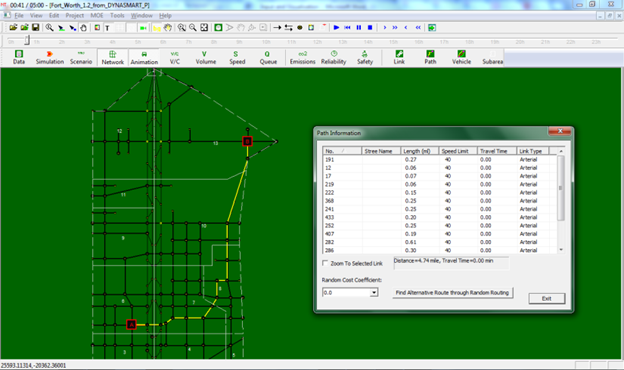 00:41 / 05:00 - [Fort_Worth_1.2_from_DYNASMART_P]
File Edit Project MOE Tools Window Help
Data Simulation Scenario Network Animation V/C Volume Speed Queue Emissions Reliability Safety Link Path Vehicle Subarea
12
13
11
10
9
8
6
7
3
4
5
Path Information
No. Stree Name Length (ml) Speed Limit Travel Time Link Type
191 0.27 40 0.00 Arterial
12 0.06 40 0.00 Arterial
17 0.07 40 0.00 Arterial
219 0.06 40 0.00 Arterial
222 0.15 40 0.00 Arterial
368 0.25 40 0.00 Arterial
241 0.25 40 0.00 Arterial
433 0.20 40 0.00 Arterial
252 0.25 40 0.00 Arterial
407 0.19 40 0.00 Arterial
282 0.61 40 0.00 Arterial
286 0.30 40 0.00 Arterial
Zoom To Selected Link Distance=4.74 mile, Travel Time=0.00 min
Random Cost Coefficient:
0.0 Find Alternative Route through Random Routing Exit
25593.11314, -20362.36001